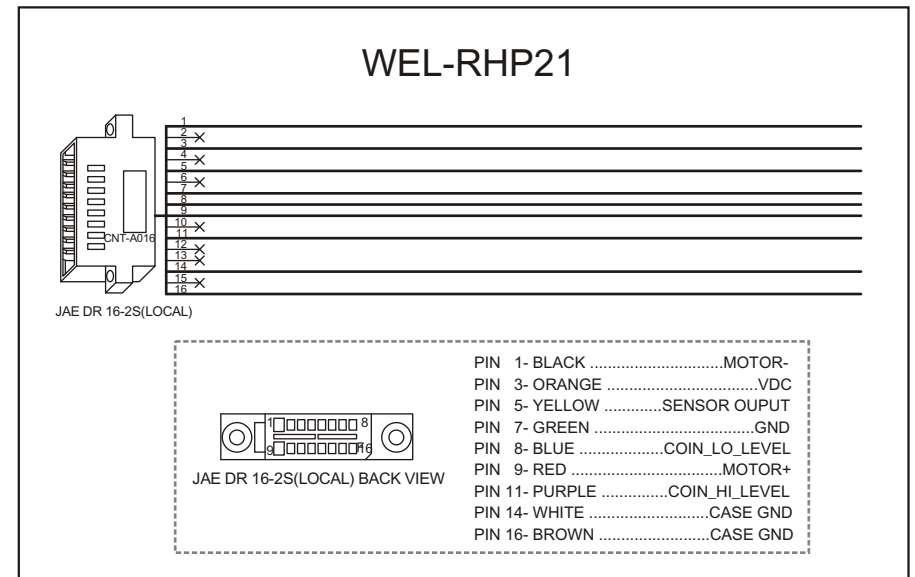 WEL-RHP21
1
2
3
4
5
6
7
8
9
10
11
12
13
14
15
16
CNT-A016
JAE DR 16-2S(LOCAL)
1 8
9 16
JAE DR 16-2S(LOCAL) BACK VIEW
PIN 1- BLACK ..............................MOTOR-
PIN 3- ORANGE ..................................VDC
PIN 5- YELLOW .............SENSOR OUPUT
PIN 7- GREEN ....................................GND
PIN 8- BLUE ...................COIN_LO_LEVEL
PIN 9- RED ..................................MOTOR+
PIN 11- PURPLE ...............COIN_HI_LEVEL
PIN 14- WHITE ...........................CASE GND
PIN 16- BROWN .........................CASE GND